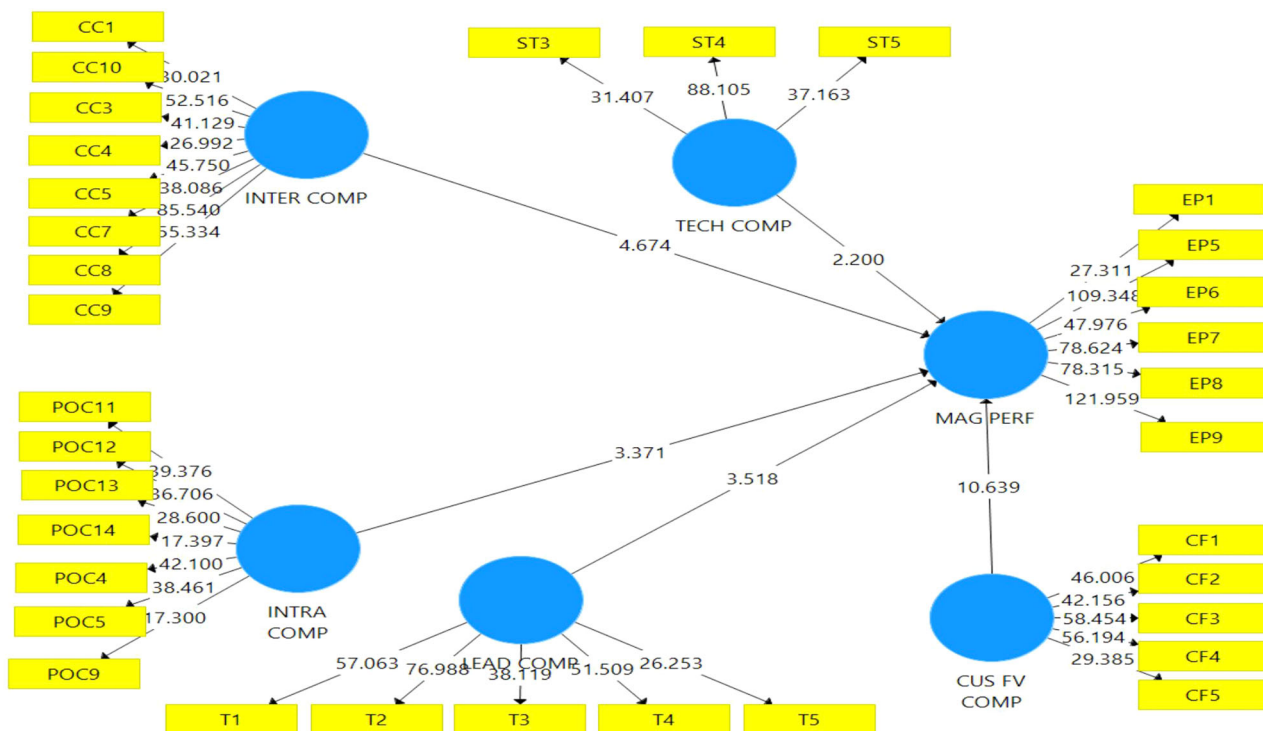 CC1
CC10
CC3
CC4
CC5
CC7
CC8
CC9
30.021
52.516
41.129
26.992
45.750
38.086
85.540
55.334
INTER COMP
ST3
ST4
ST5
31.407
88.105
37.163
TECH COMP
4.674
2.200
EP1
EP5
EP6
EP7
EP8
EP9
27.311
109.348
47.976
78.624
78.315
121.959
MAG PERF
POC11
POC12
POC13
POC14
POC4
POC5
POC9
39.376
36.706
28.600
17.397
42.100
38.461
17.300
INTRA
COMP
3.371
3.518
10.639
LEAD COMP
57.063
76.988
38.119
51.509
26.253
T1
T2
T3
T4
T5
CF1
CF2
CF3
CF4
CF5
46.006
42.156
58.454
56.194
29.385
CUS FV
COMP